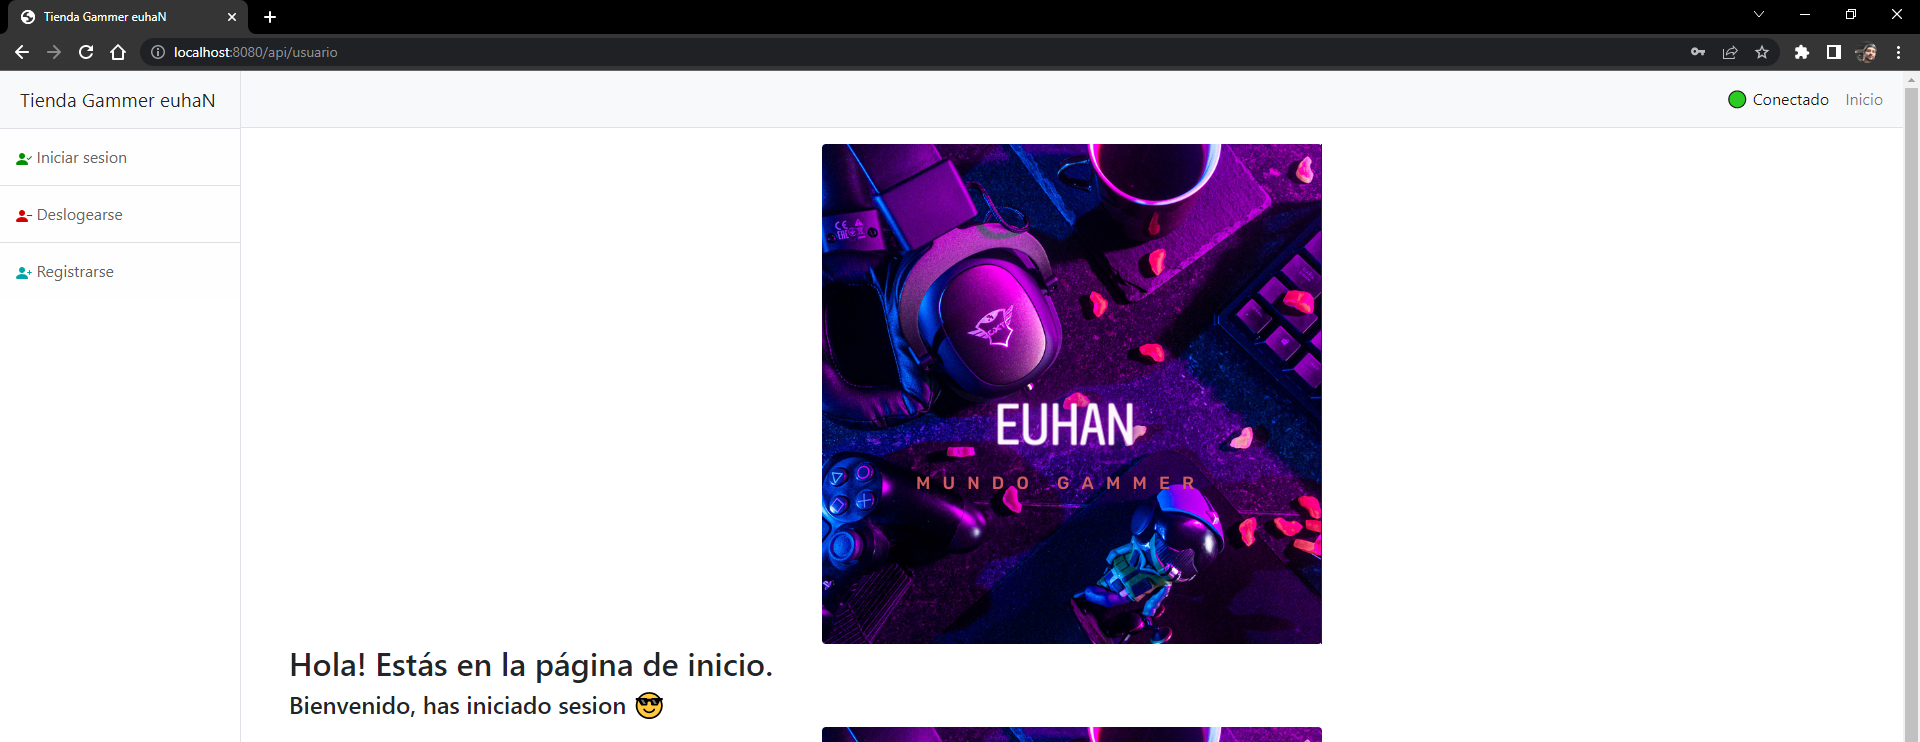 Tienda Gammer euhaN
localhost:8080/api/usuario
Tienda Gammer euhaN
Conectado
Inicio
Iniciar sesion
Deslogearse
Registrarse
GXT
EUHAN
MUNDO GAMMER
Hola! Estás en la página de inicio.
Bienvenido, has iniciado sesion 😎